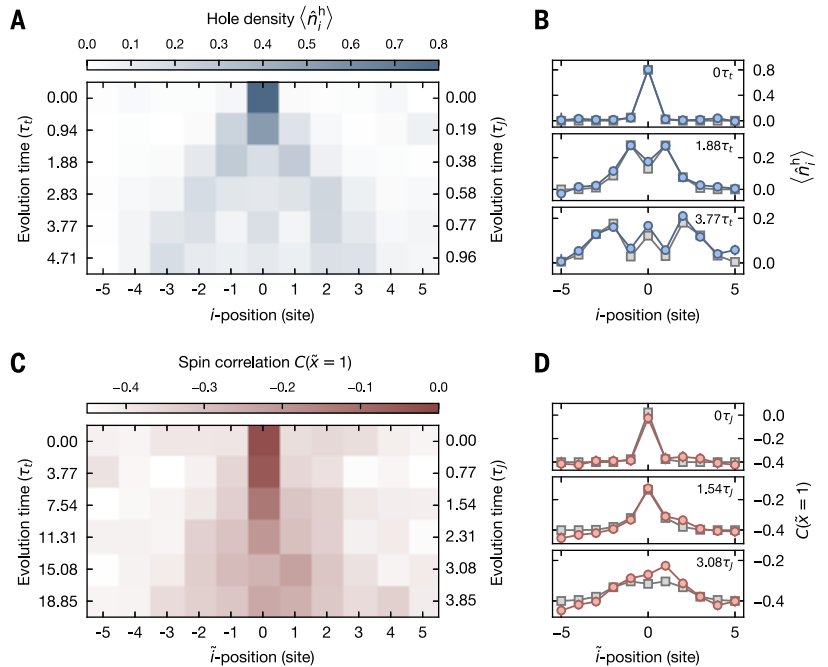 A
Hole density ⟨n̂ᵢʰ⟩
0.0 0.1 0.2 0.3 0.4 0.5 0.6 0.7 0.8
Evolution time (τₜ)
0.00
0.94
1.88
2.83
3.77
4.71
0.00
0.19
0.38
0.58
0.77
0.96
Evolution time (τⱼ)
-5 -4 -3 -2 -1 0 1 2 3 4 5
i-position (site)
B
0τₜ
0.8
0.4
0.0
1.88τₜ
0.2
0.0
3.77τₜ
0.2
0.0
⟨n̂ᵢʰ⟩
-5 0 5
i-position (site)
C
Spin correlation C(x̃ = 1)
−0.4 −0.3 −0.2 −0.1 0.0
Evolution time (τₜ)
0.00
3.77
7.54
11.31
15.08
18.85
0.00
0.77
1.54
2.31
3.08
3.85
Evolution time (τⱼ)
-5 -4 -3 -2 -1 0 1 2 3 4 5
ĩ-position (site)
D
0τⱼ
0.0
−0.2
−0.4
1.54τⱼ
−0.2
−0.4
3.08τⱼ
−0.2
−0.4
C(x̃ = 1)
-5 0 5
ĩ-position (site)